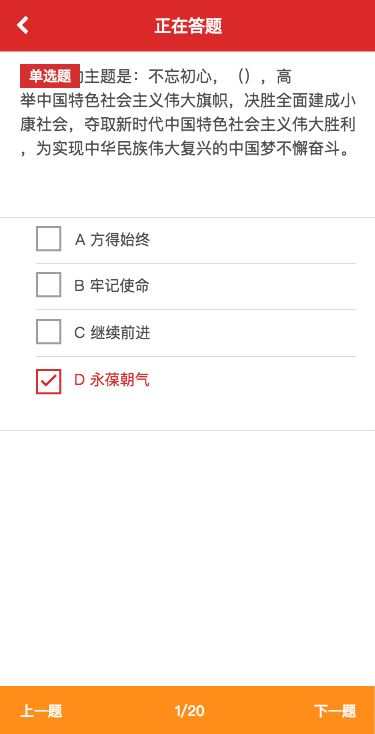 正在答题
单选题的主题是：不忘初心，（），高
举中国特色社会主义伟大旗帜，决胜全面建成小
康社会，夺取新时代中国特色社会主义伟大胜利
，为实现中华民族伟大复兴的中国梦不懈奋斗。
A 方得始终
B 牢记使命
C 继续前进
D 永葆朝气
上一题 1/20 下一题